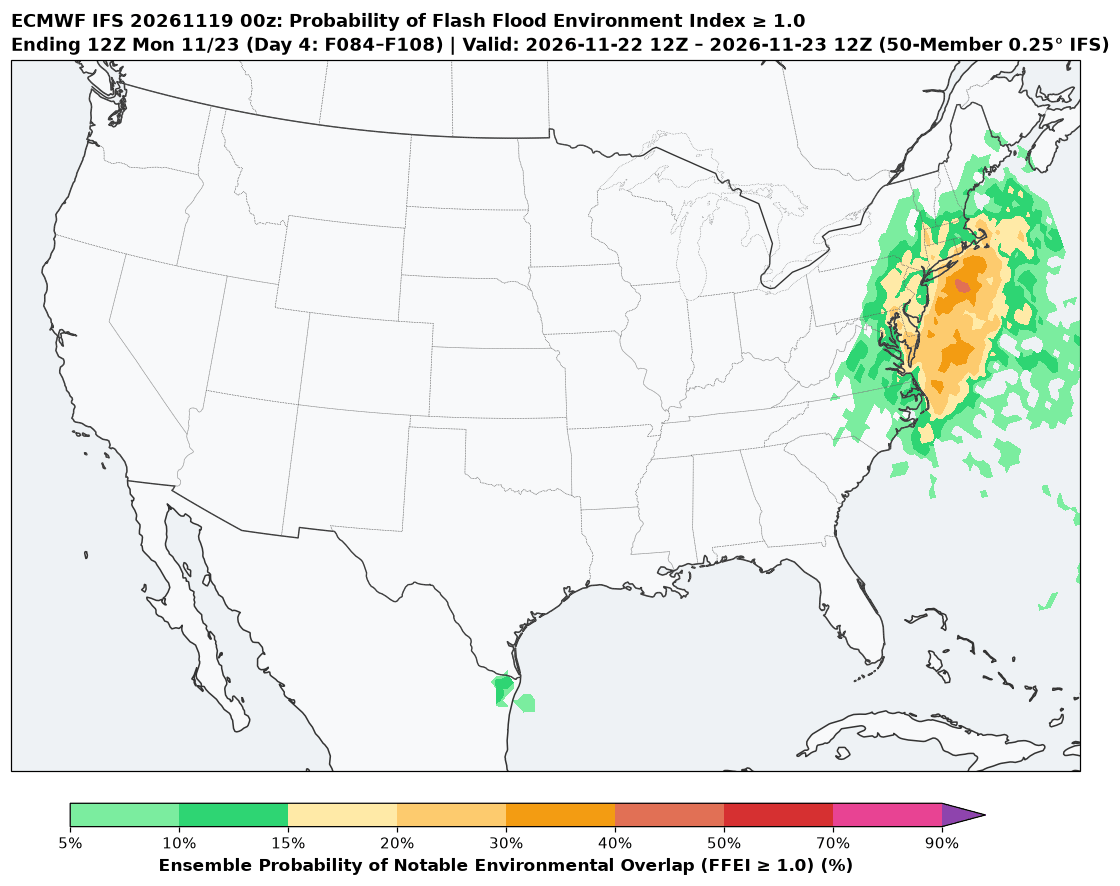 ECMWF IFS 20261119 00z: Probability of Flash Flood Environment Index ≥ 1.0
Ending 12Z Mon 11/23 (Day 4: F084–F108) | Valid: 2026-11-22 12Z – 2026-11-23 12Z (50-Member 0.25° IFS)
5% 10% 15% 20% 30% 40% 50% 70% 90%
Ensemble Probability of Notable Environmental Overlap (FFEI ≥ 1.0) (%)